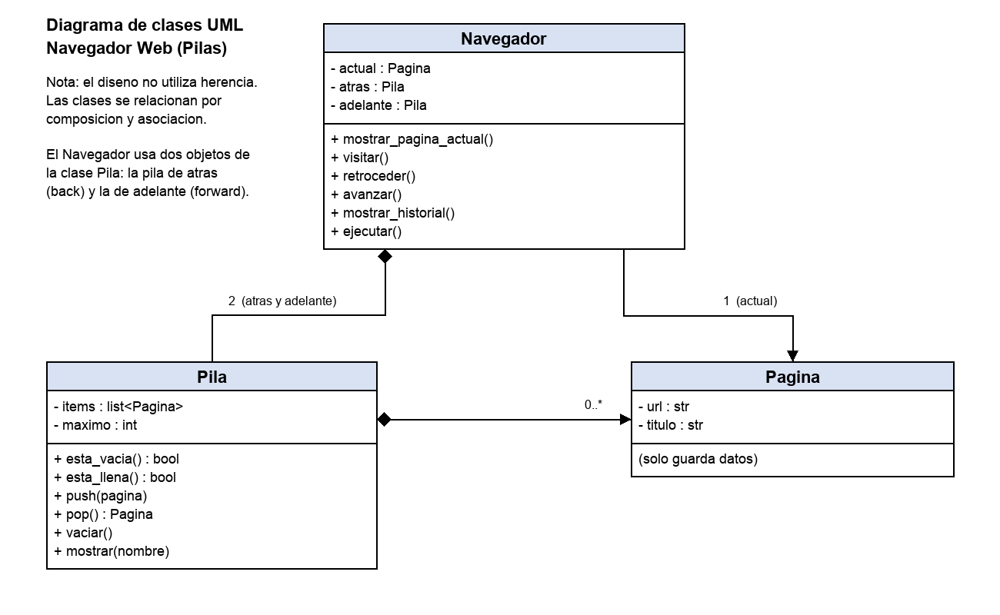 Diagrama de clases UML
Navegador Web (Pilas)
Nota: el diseno no utiliza herencia.
Las clases se relacionan por
composicion y asociacion.
El Navegador usa dos objetos de
la clase Pila: la pila de atras
(back) y la de adelante (forward).
Navegador
- actual : Pagina
- atras : Pila
- adelante : Pila
+ mostrar_pagina_actual()
+ visitar()
+ retroceder()
+ avanzar()
+ mostrar_historial()
+ ejecutar()
2 (atras y adelante)
1 (actual)
Pila
- items : list<Pagina>
- maximo : int
+ esta_vacia() : bool
+ esta_llena() : bool
+ push(pagina)
+ pop() : Pagina
+ vaciar()
+ mostrar(nombre)
0..*
Pagina
- url : str
- titulo : str
(solo guarda datos)